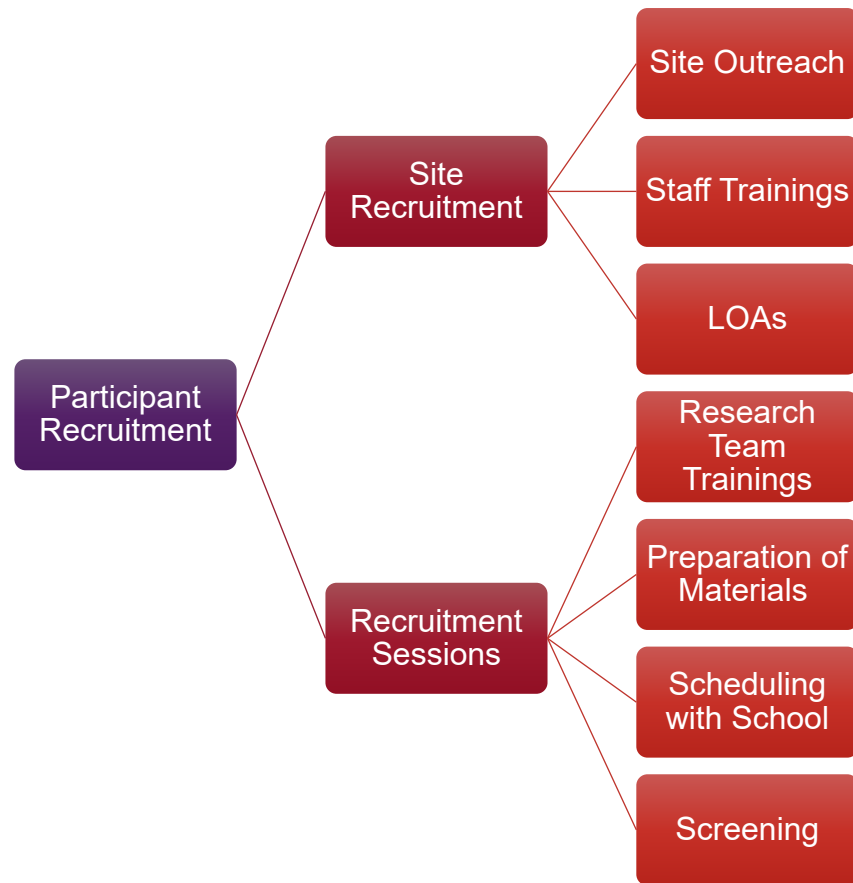 Participant
Recruitment
Site
Recruitment
Site Outreach
Staff Trainings
LOAs
Recruitment
Sessions
Research
Team
Trainings
Preparation of
Materials
Scheduling
with School
Screening